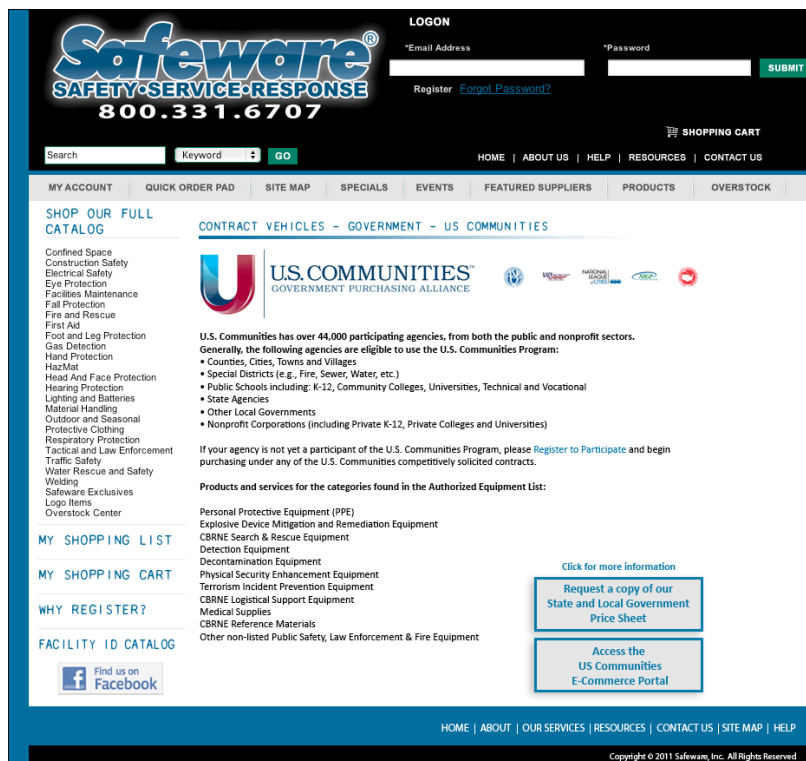 LOGON
Safeware®
*Email Address *Password
SUBMIT
SAFETY•SERVICE•RESPONSE
Register Forgot Password?
800.331.6707
SHOPPING CART
Search Keyword GO
HOME | ABOUT US | HELP | RESOURCES | CONTACT US
MY ACCOUNT QUICK ORDER PAD SITE MAP SPECIALS EVENTS FEATURED SUPPLIERS PRODUCTS OVERSTOCK
SHOP OUR FULL
CATALOG
Confined Space
Construction Safety
Electrical Safety
Eye Protection
Facilities Maintenance
Fall Protection
Fire and Rescue
First Aid
Foot and Leg Protection
Gas Detection
Hand Protection
HazMat
Head And Face Protection
Hearing Protection
Lighting and Batteries
Material Handling
Outdoor and Seasonal
Protective Clothing
Respiratory Protection
Tactical and Law Enforcement
Traffic Safety
Water Rescue and Safety
Welding
Safeware Exclusives
Logo Items
Overstock Center
MY SHOPPING LIST
MY SHOPPING CART
WHY REGISTER?
FACILITY ID CATALOG
Find us on
Facebook
CONTRACT VEHICLES - GOVERNMENT - US COMMUNITIES
U.S. COMMUNITIES™
GOVERNMENT PURCHASING ALLIANCE
NATIONAL
LEAGUE
of CITIES
U.S. Communities has over 44,000 participating agencies, from both the public and nonprofit sectors.
Generally, the following agencies are eligible to use the U.S. Communities Program:
• Counties, Cities, Towns and Villages
• Special Districts (e.g., Fire, Sewer, Water, etc.)
• Public Schools including: K-12, Community Colleges, Universities, Technical and Vocational
• State Agencies
• Other Local Governments
• Nonprofit Corporations (including Private K-12, Private Colleges and Universities)
If your agency is not yet a participant of the U.S. Communities Program, please Register to Participate and begin
purchasing under any of the U.S. Communities competitively solicited contracts.
Products and services for the categories found in the Authorized Equipment List:
Personal Protective Equipment (PPE)
Explosive Device Mitigation and Remediation Equipment
CBRNE Search & Rescue Equipment
Detection Equipment
Decontamination Equipment
Physical Security Enhancement Equipment
Terrorism Incident Prevention Equipment
CBRNE Logistical Support Equipment
Medical Supplies
CBRNE Reference Materials
Other non-listed Public Safety, Law Enforcement & Fire Equipment
Click for more information
Request a copy of our
State and Local Government
Price Sheet
Access the
US Communities
E-Commerce Portal
HOME | ABOUT | OUR SERVICES | RESOURCES | CONTACT US | SITE MAP | HELP
Copyright © 2011 Safeware, Inc. All Rights Reserved